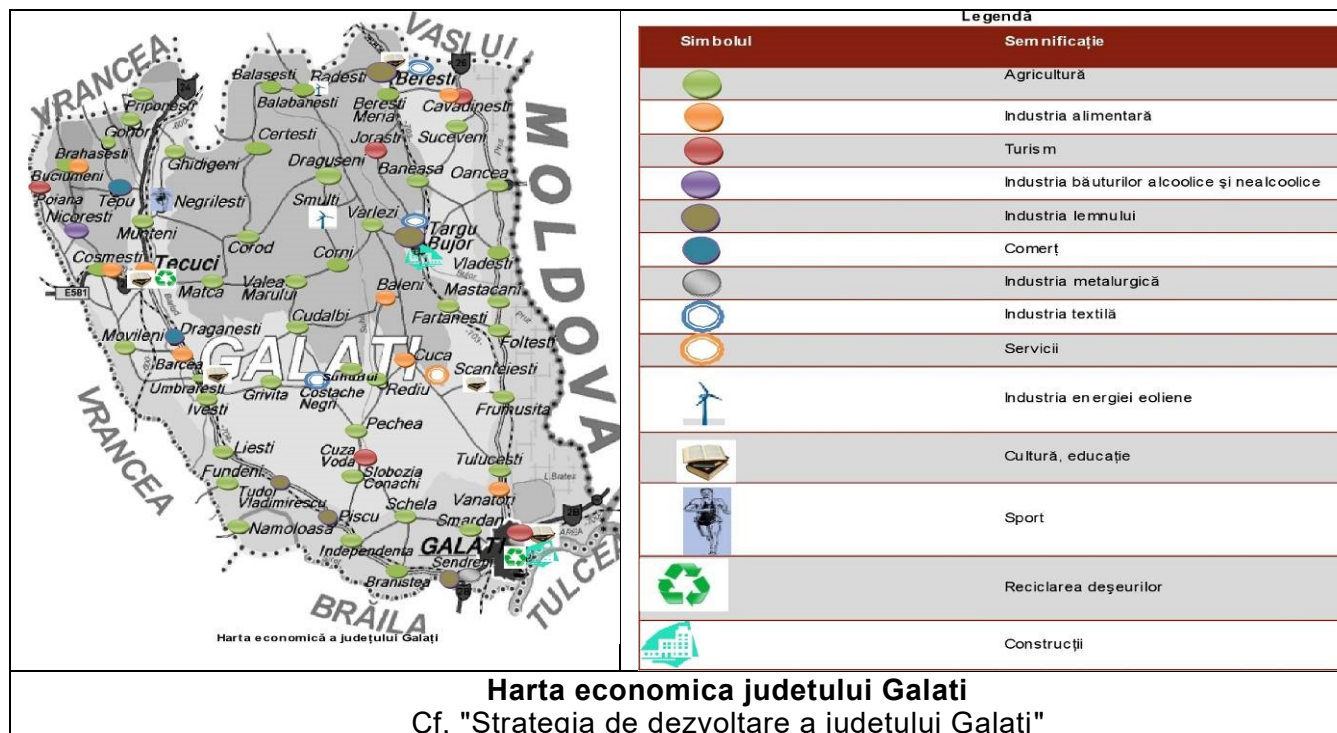 VASLUI
VRANCEA
24
26
Balasesti
Radesti
Beresti
Priponesti
Balabanesti
Beresti
Meria
Cavadinesti
Gohor
Certesti
Jorasti
Suceveni
Brahasesti
Ghidigeni
Draguseni
Baneasa
Oancea
Buciumeni
Poiana
Tepu
Negrilesti
Smulti
Nicoresti
Varlezi
Targu
Bujor
Munteni
Corod
Corni
Vladesti
Cosmesti
Tecuci
E581
Matca
Valea
Marului
Baleni
Mastacani
Fartanesti
Cudalbi
Movileni
Draganesti
Foltesti
GALATI
Barcea
Cuca
Scanteiesti
Umbraresti
Grivita
Costache
Negri
Rediu
Ivesti
Frumusita
Pechea
Liesti
Cuza
Voda
Fundeni
Slobozia
Conachi
Tulucesti
L.Brates
Tudor
Vladimirescu
Vanatori
Piscu
Schela
Smardan
Namoloasa
Independenta
GALATI
Sendreni
Branistea
MOLDOVA
VRANCEA
BRĂILA
TULCEA
Harta economică a județului Galați
Legendă
Simbolul Semnificație
Agricultură
Industria alimentară
Turism
Industria băuturilor alcoolice şi nealcoolice
Industria lemnului
Comerț
Industria metalurgică
Industria textilă
Servicii
Industria energiei eoliene
Cultură, educație
Sport
Reciclarea deşeurilor
Construcții
Harta economica judetului Galati
Cf. "Strategia de dezvoltare a judetului Galati"